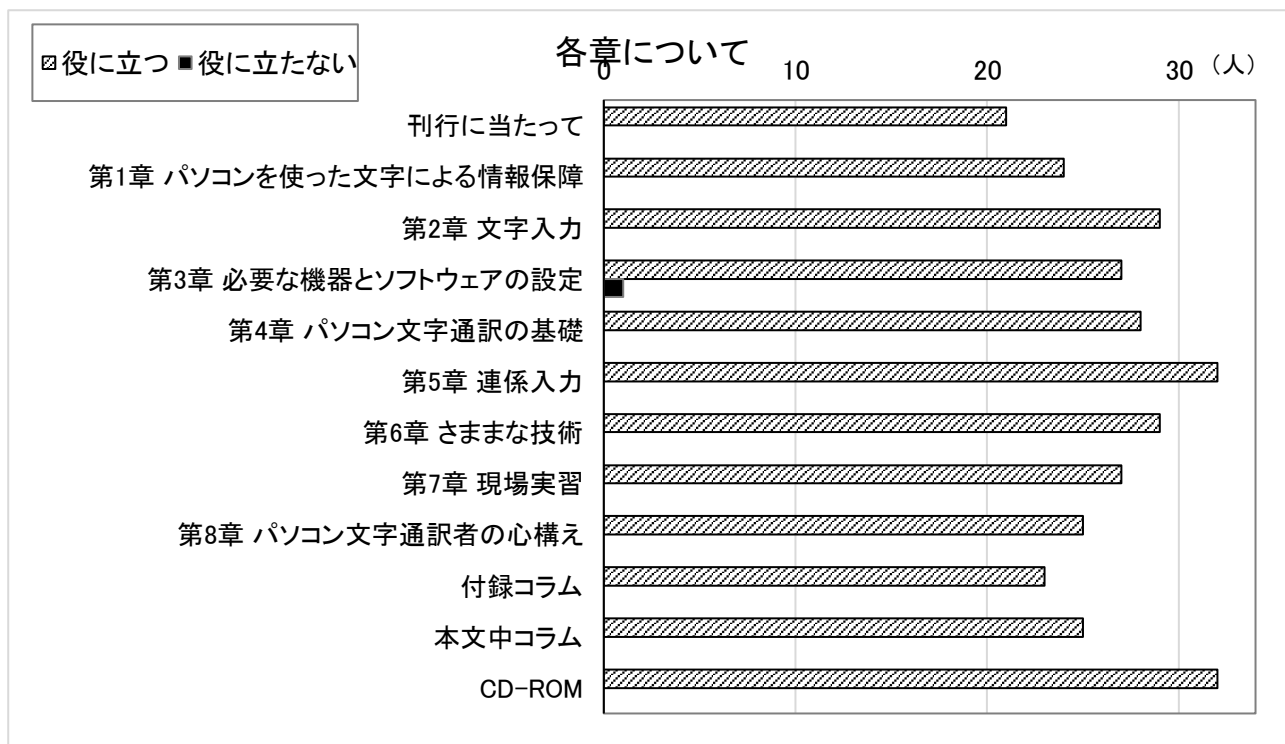 役に立つ 役に立たない
各章について
0 10 20 30 (人)
刊行に当たって
第1章 パソコンを使った文字による情報保障
第2章 文字入力
第3章 必要な機器とソフトウェアの設定
第4章 パソコン文字通訳の基礎
第5章 連係入力
第6章 さままな技術
第7章 現場実習
第8章 パソコン文字通訳者の心構え
付録コラム
本文中コラム
CD-ROM